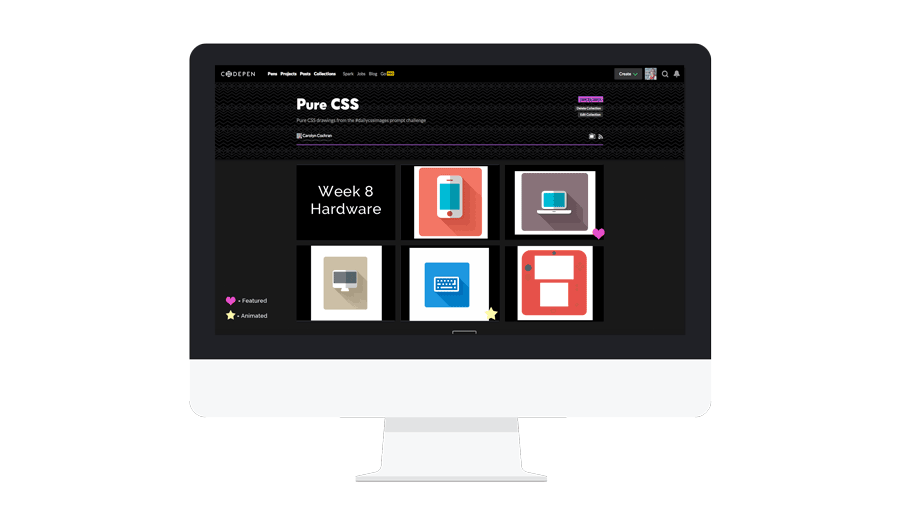 CODEPEN Pens Projects Posts Collections Spark Jobs Blog Go PRO Create
Pure CSS
Pure CSS drawings from the #dailycssimages prompt challenge
Delete Collection
Edit Collection
Carolyn Cochran
Week 8
Hardware
= Featured
= Animated